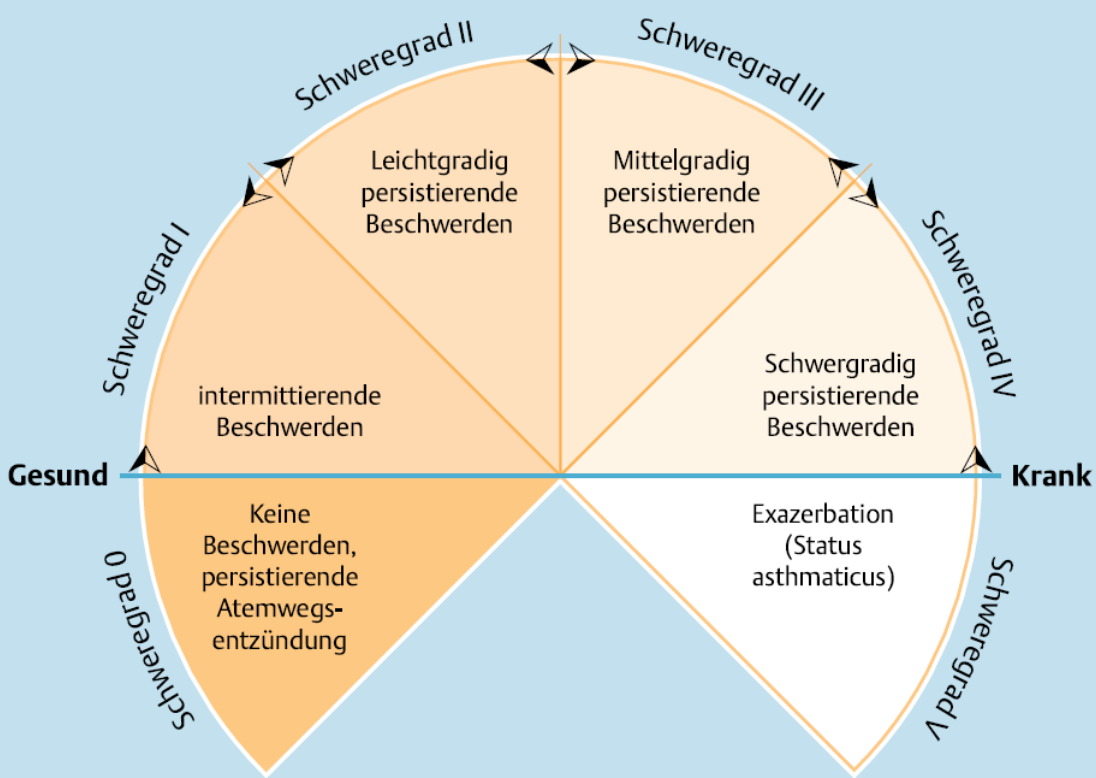 Schweregrad II
Schweregrad III
Leichtgradig
persistierende
Beschwerden
Mittelgradig
persistierende
Beschwerden
Schweregrad I
Schweregrad IV
intermittierende
Beschwerden
Schwergradig
persistierende
Beschwerden
Gesund
Krank
Keine
Beschwerden,
persistierende
Atemwegs-
entzündung
Exazerbation
(Status
asthmaticus)
Schweregrad 0
Schweregrad V